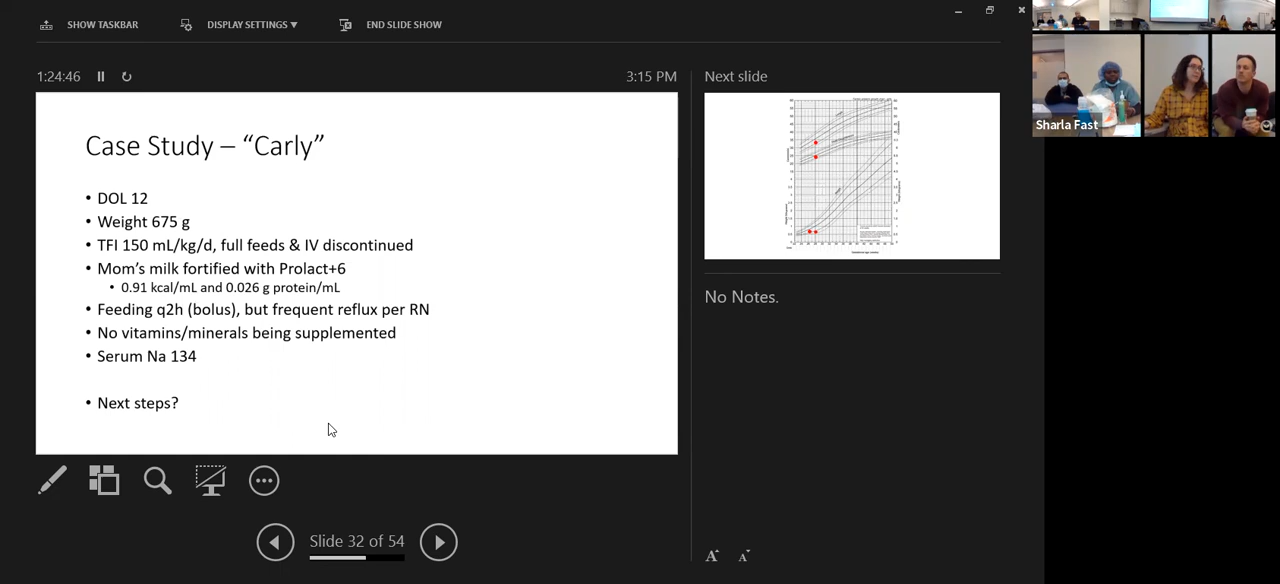 SHOW TASKBAR
DISPLAY SETTINGS ▼
END SLIDE SHOW
1:24:46
3:15 PM
Next slide
Case Study – “Carly”
• DOL 12
• Weight 675 g
• TFI 150 mL/kg/d, full feeds & IV discontinued
• Mom’s milk fortified with Prolact+6
• 0.91 kcal/mL and 0.026 g protein/mL
• Feeding q2h (bolus), but frequent reflux per RN
• No vitamins/minerals being supplemented
• Serum Na 134
• Next steps?
Slide 32 of 54
No Notes.
A A
Sharla Fast